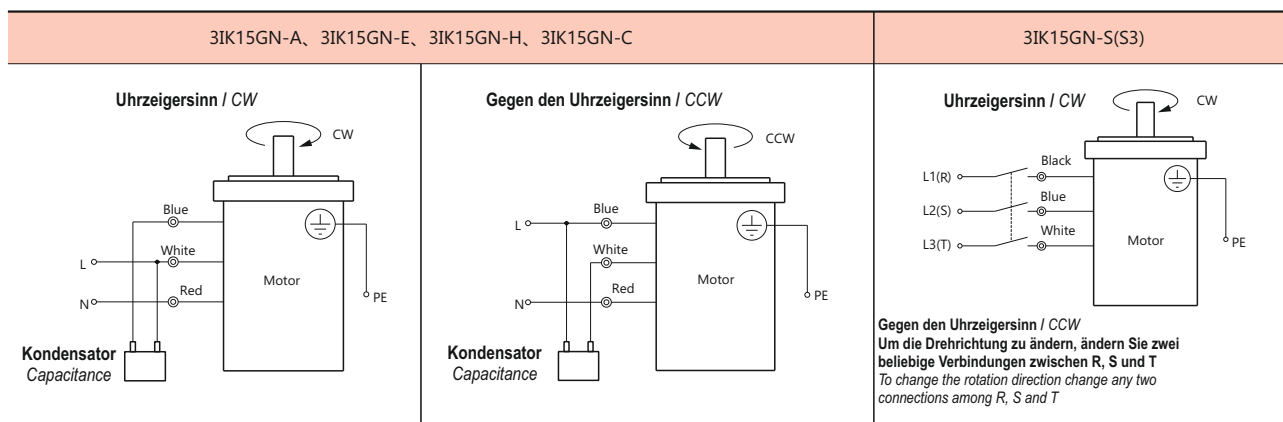 3IK15GN-A、3IK15GN-E、3IK15GN-H、3IK15GN-C
3IK15GN-S(S3)
Uhrzeigersinn / CW
CW
Blue
White
L
Red
N
Motor
PE
Kondensator
Capacitance
Gegen den Uhrzeigersinn / CCW
CCW
Blue
L
White
Red
N
Motor
PE
Kondensator
Capacitance
Uhrzeigersinn / CW
CW
Black
L1(R)
Blue
L2(S)
White
L3(T)
Motor
PE
Gegen den Uhrzeigersinn / CCW
Um die Drehrichtung zu ändern, ändern Sie zwei
beliebige Verbindungen zwischen R, S und T
To change the rotation direction change any two
connections among R, S and T